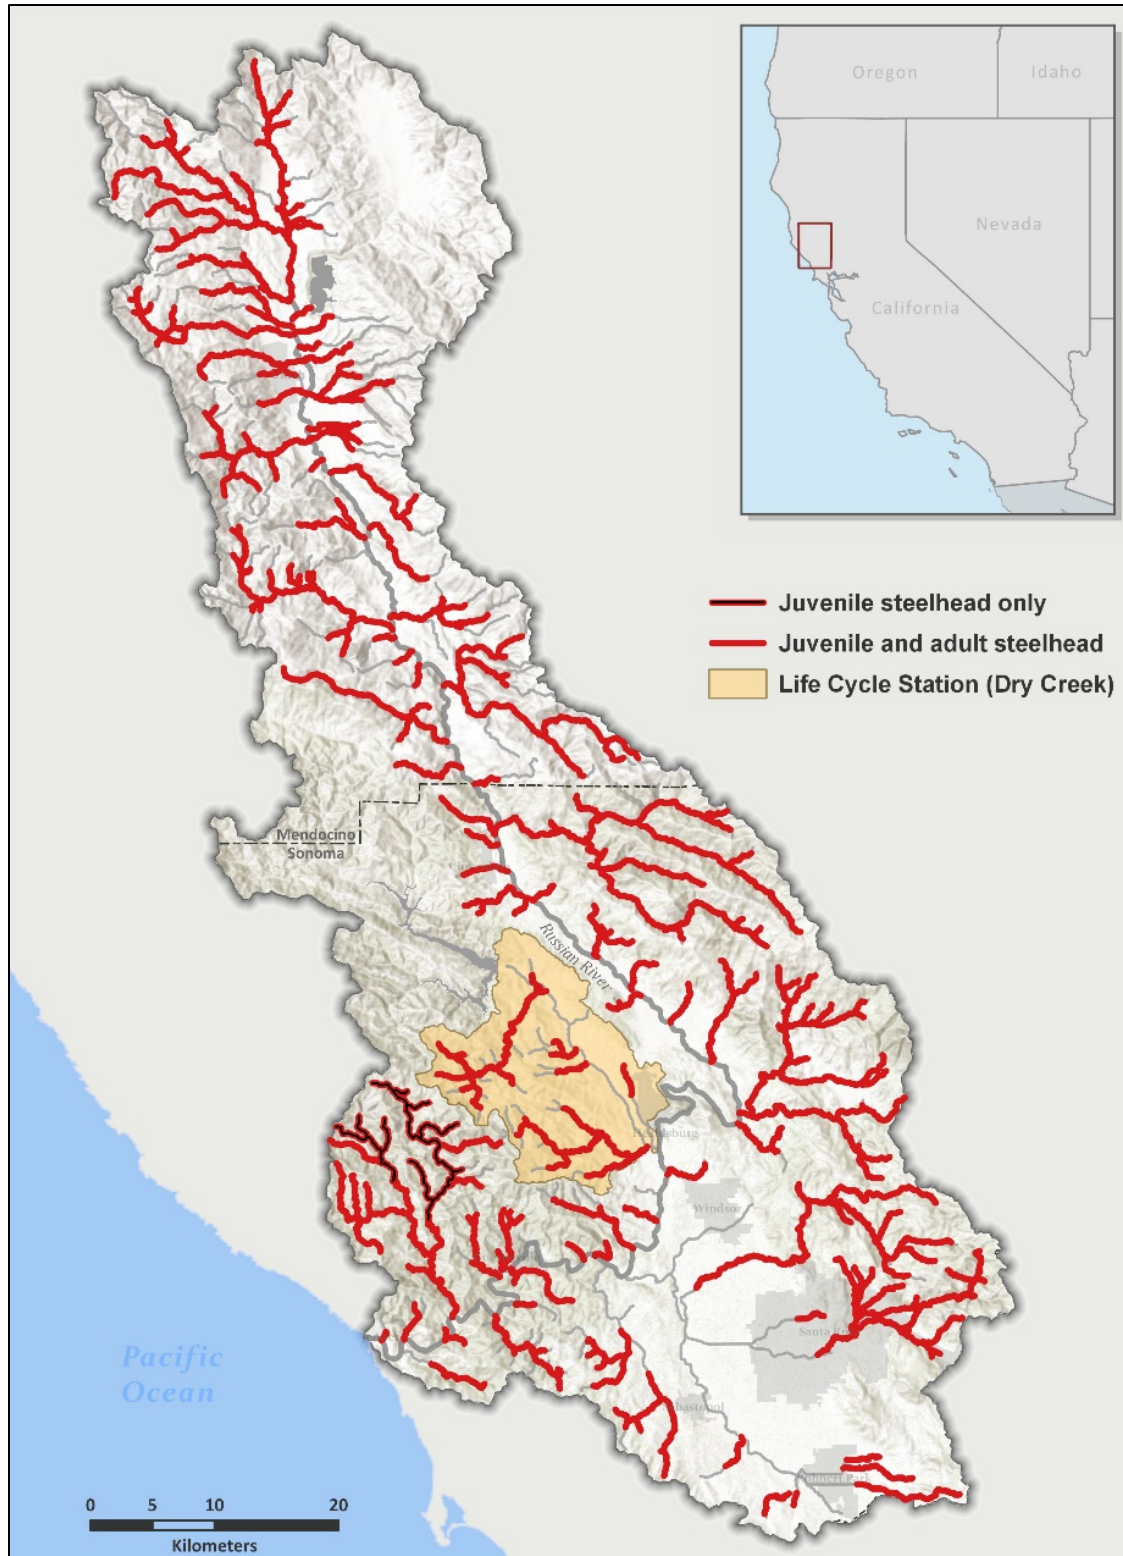 Oregon
Idaho
Nevada
California
Juvenile steelhead only
Juvenile and adult steelhead
Life Cycle Station (Dry Creek)
Mendocino
Sonoma
Russian River
Windsor
Pacific
Ocean
0 5 10 20
Kilometers